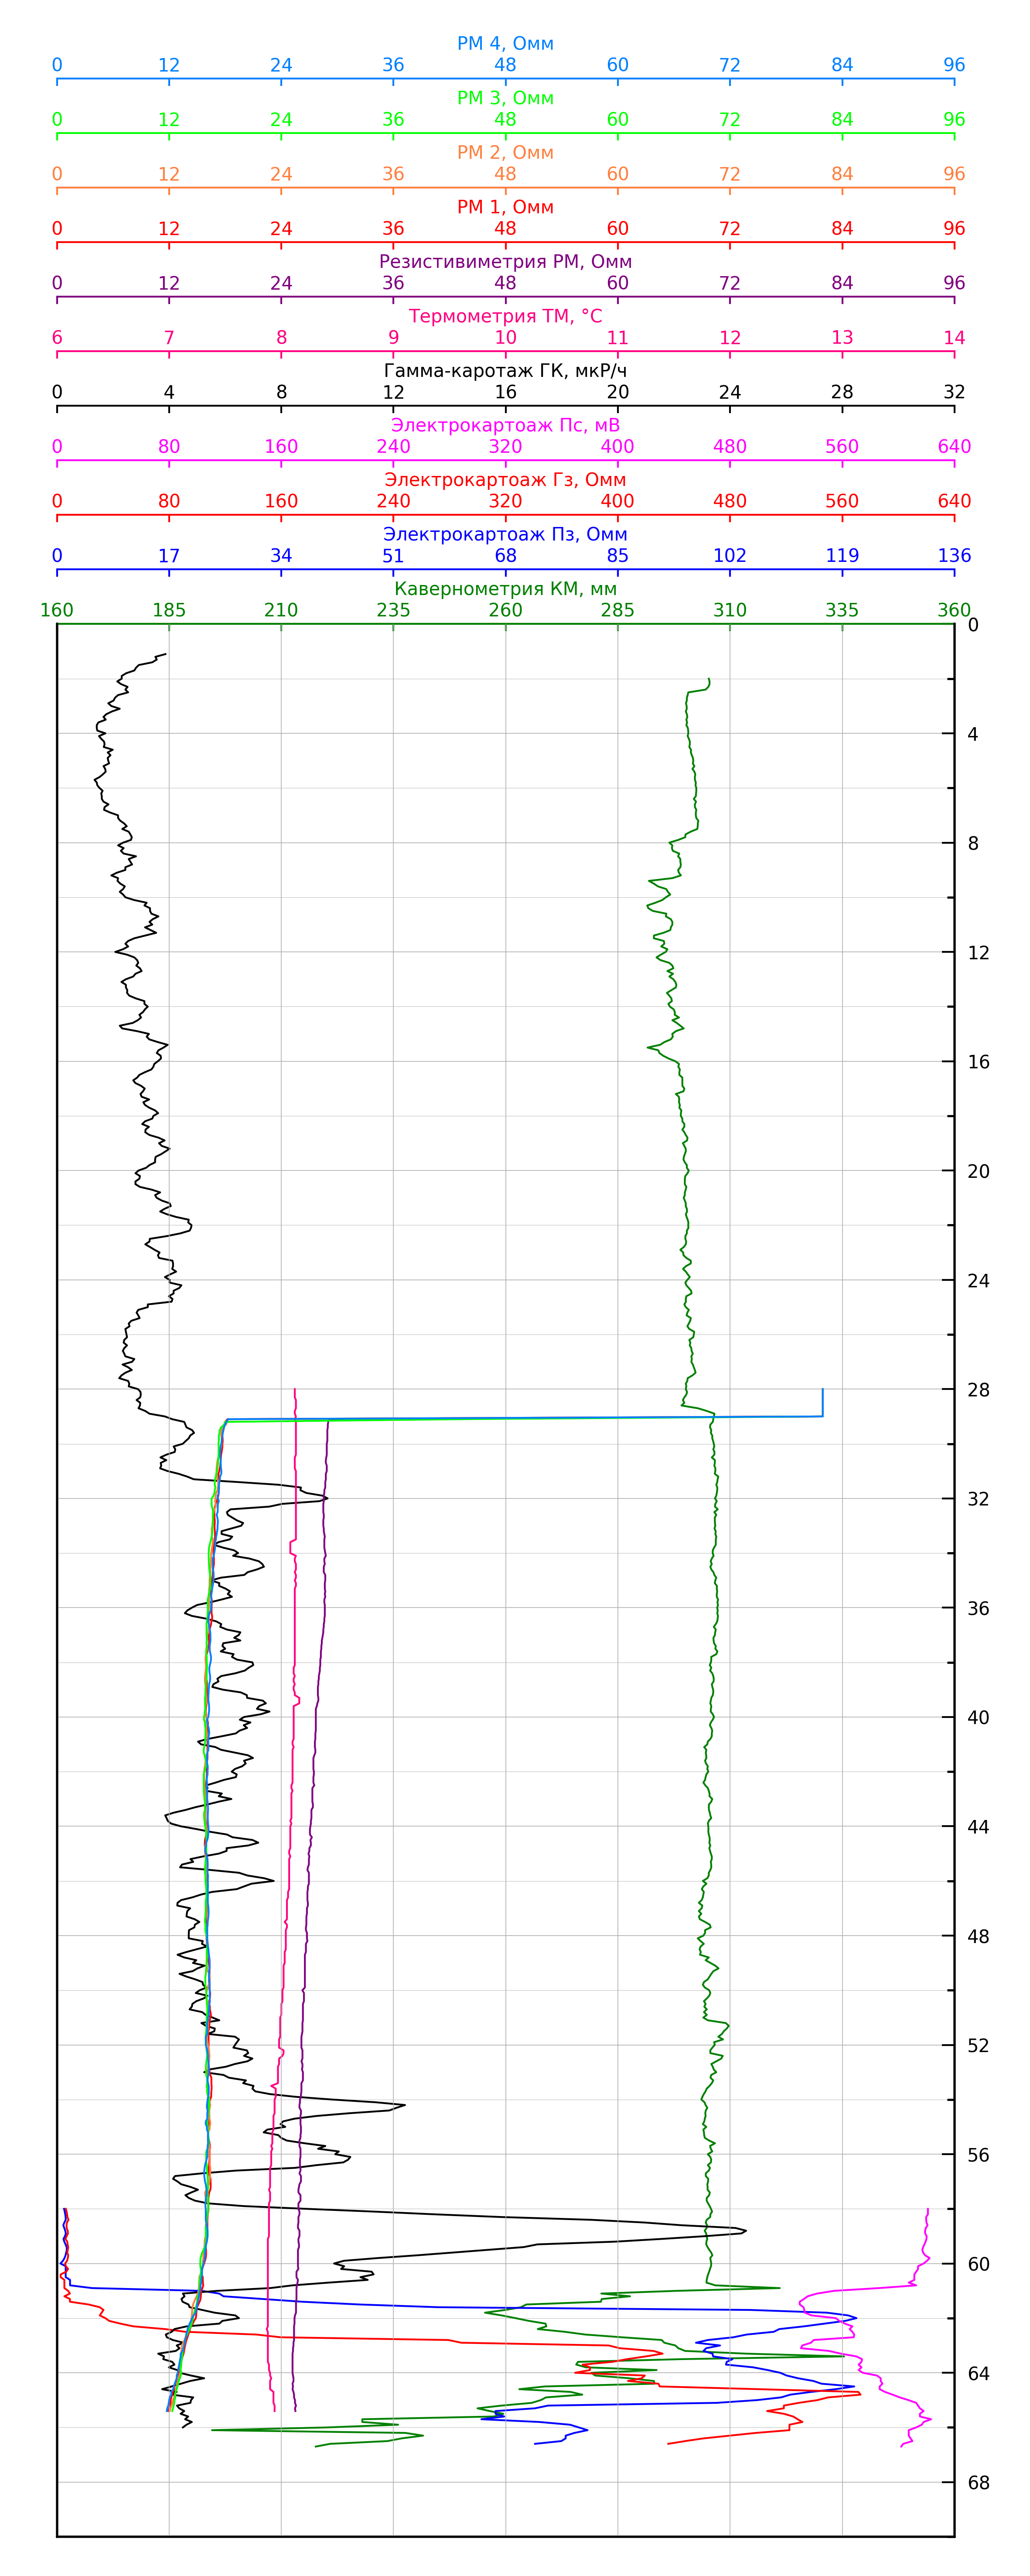 РМ 4, Омм
0 12 24 36 48 60 72 84 96
РМ 3, Омм
0 12 24 36 48 60 72 84 96
РМ 2, Омм
0 12 24 36 48 60 72 84 96
РМ 1, Омм
0 12 24 36 48 60 72 84 96
Резистивиметрия РМ, Омм
0 12 24 36 48 60 72 84 96
Термометрия ТМ, °С
6 7 8 9 10 11 12 13 14
Гамма-каротаж ГК, мкР/ч
0 4 8 12 16 20 24 28 32
Электрокартоаж Пс, мВ
0 80 160 240 320 400 480 560 640
Электрокартоаж Гз, Омм
0 80 160 240 320 400 480 560 640
Электрокартоаж Пз, Омм
0 17 34 51 68 85 102 119 136
Кавернометрия КМ, мм
160 185 210 235 260 285 310 335 360
0
4
8
12
16
20
24
28
32
36
40
44
48
52
56
60
64
68